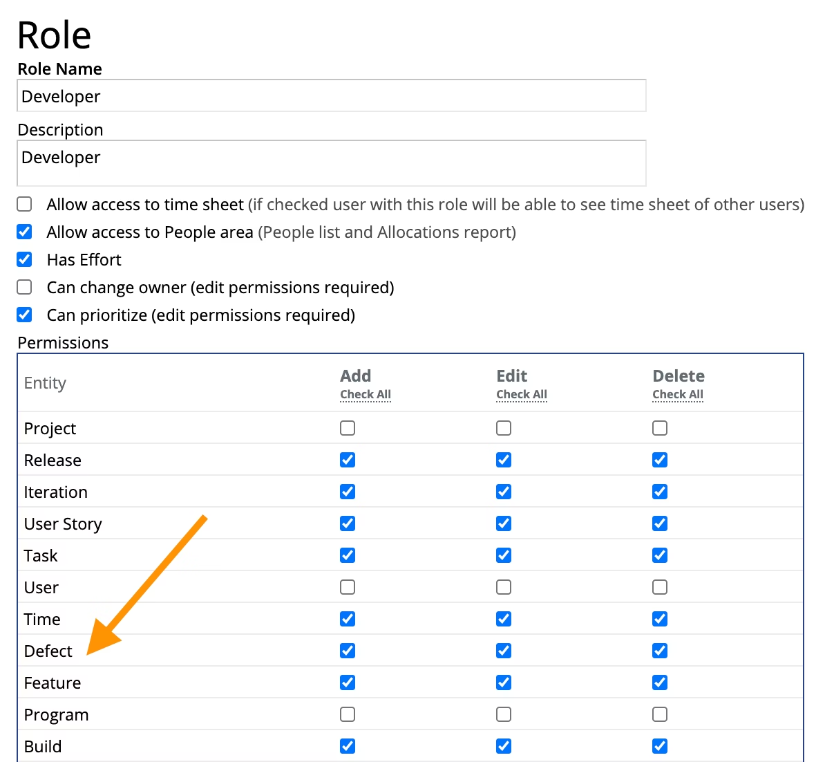 Role
Role Name
Developer
Description
Developer
Allow access to time sheet (if checked user with this role will be able to see time sheet of other users)
Allow access to People area (People list and Allocations report)
Has Effort
Can change owner (edit permissions required)
Can prioritize (edit permissions required)
Permissions
Entity Add Edit Delete
Check All Check All Check All
Project
Release
Iteration
User Story
Task
User
Time
Defect
Feature
Program
Build